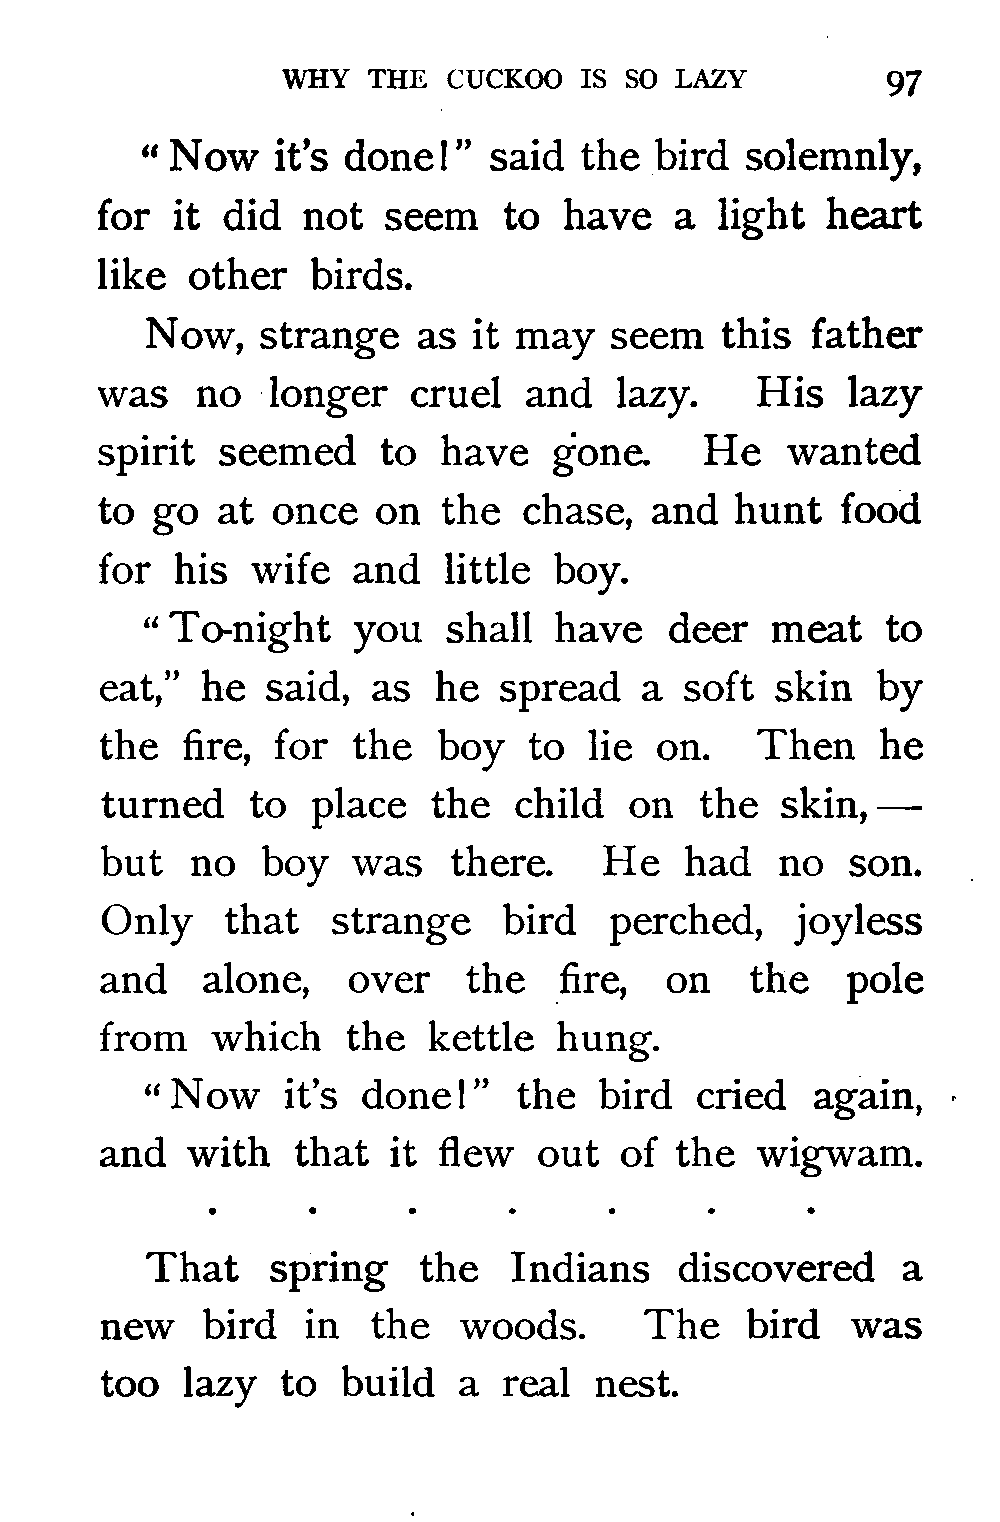 WHY THE CUCKOO IS SO LAZY 97
"Now it's done!" said the bird solemnly,
for it did not seem to have a light heart
like other birds.
Now, strange as it may seem this father
was no longer cruel and lazy. His lazy
spirit seemed to have gone. He wanted
to go at once on the chase, and hunt food
for his wife and little boy.
"To-night you shall have deer meat to
eat," he said, as he spread a soft skin by
the fire, for the boy to lie on. Then he
turned to place the child on the skin,—
but no boy was there. He had no son.
Only that strange bird perched, joyless
and alone, over the fire, on the pole
from which the kettle hung.
"Now it's done!" the bird cried again,
and with that it flew out of the wigwam.
. . . . . . .
That spring the Indians discovered a
new bird in the woods. The bird was
too lazy to build a real nest.